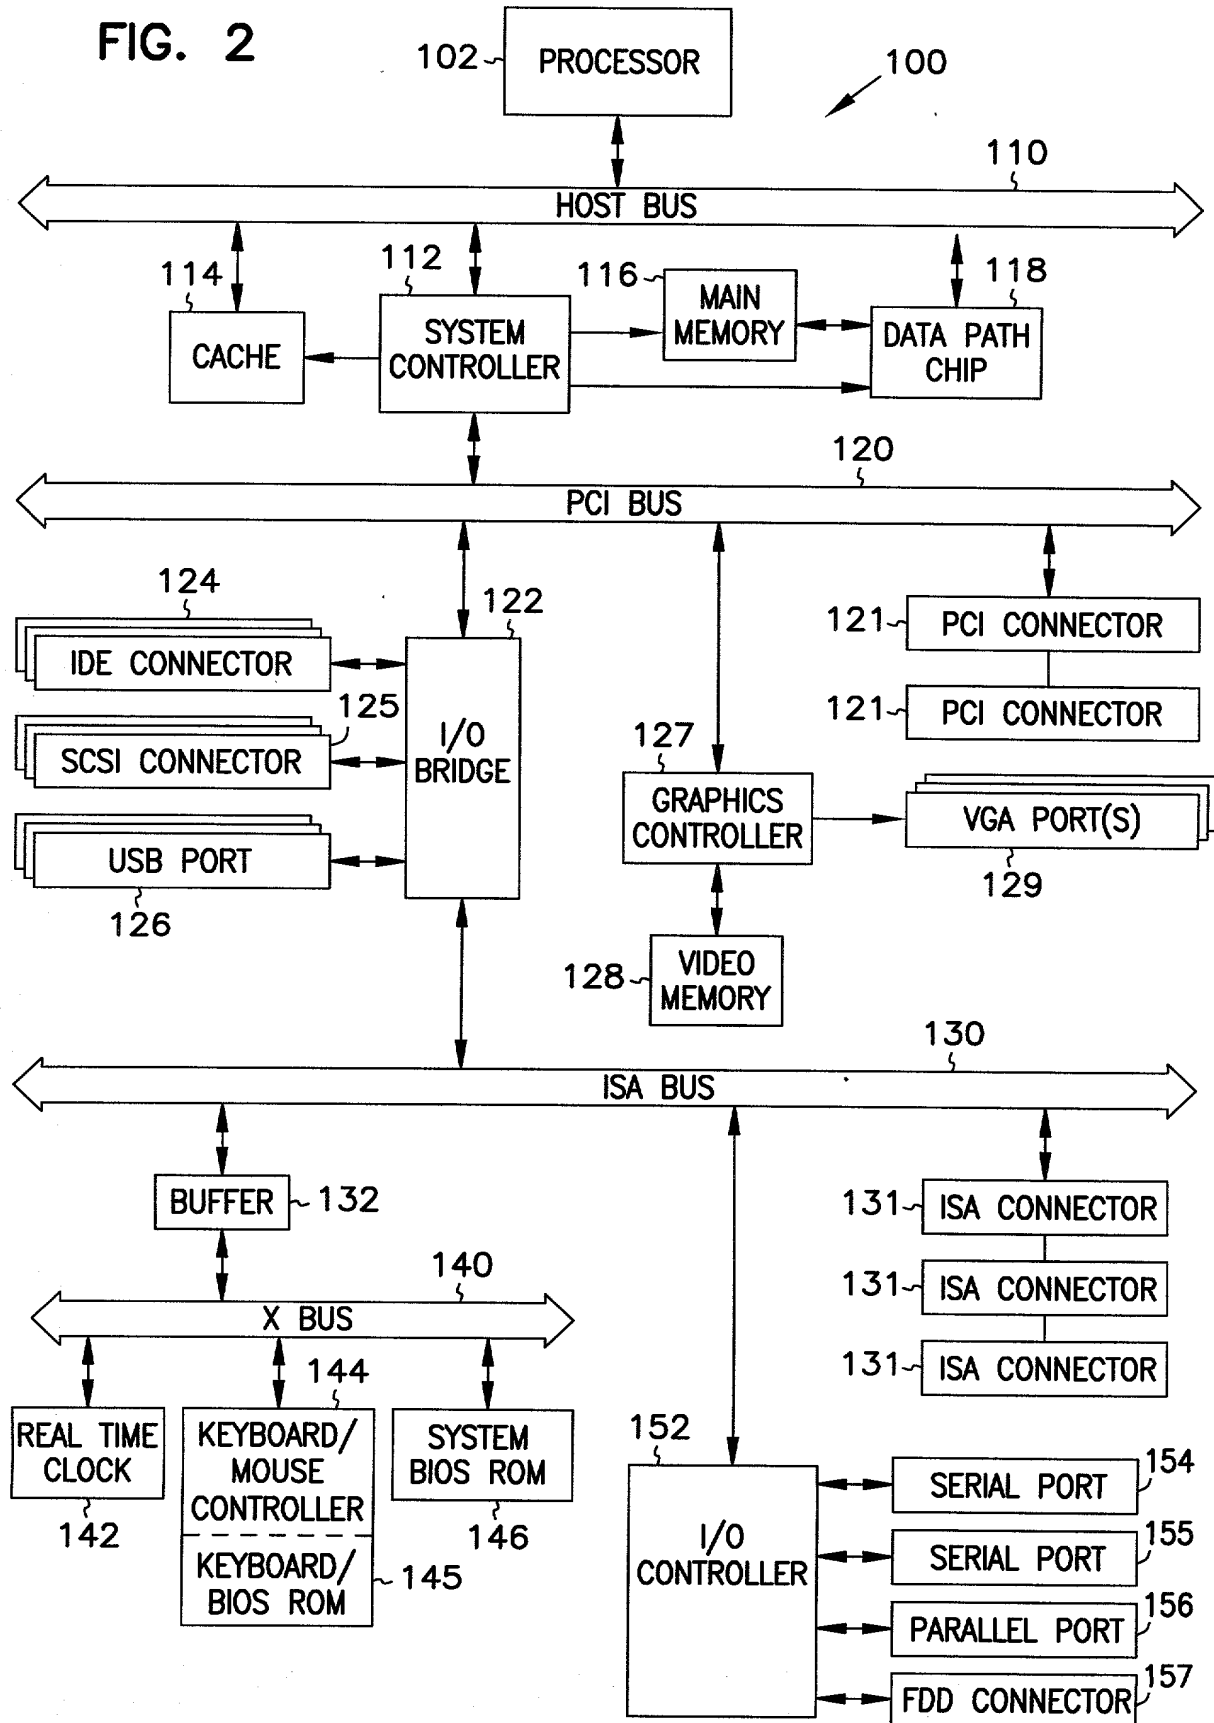 FIG. 2
PROCESSOR
102
100
110
HOST BUS
114
112
116
118
CACHE
SYSTEM
CONTROLLER
MAIN
MEMORY
DATA PATH
CHIP
120
PCI BUS
124
122
IDE CONNECTOR
121
PCI CONNECTOR
121
PCI CONNECTOR
125
SCSI CONNECTOR
I/O
BRIDGE
127
GRAPHICS
CONTROLLER
VGA PORT(S)
129
USB PORT
126
128
VIDEO
MEMORY
130
ISA BUS
BUFFER
132
131
ISA CONNECTOR
131
ISA CONNECTOR
131
ISA CONNECTOR
140
X BUS
144
REAL TIME
CLOCK
142
KEYBOARD/
MOUSE
CONTROLLER
KEYBOARD/
BIOS ROM
145
SYSTEM
BIOS ROM
146
152
I/O
CONTROLLER
SERIAL PORT
154
SERIAL PORT
155
PARALLEL PORT
156
FDD CONNECTOR
157